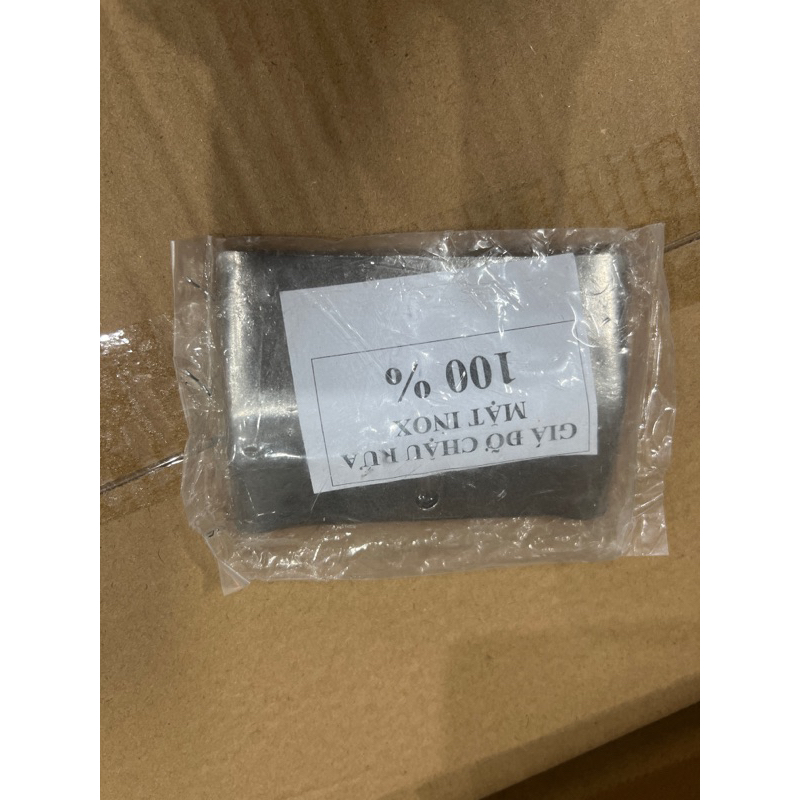 GIÁ ĐỠ CHẬU RỬA
MẶT INOX
100 %